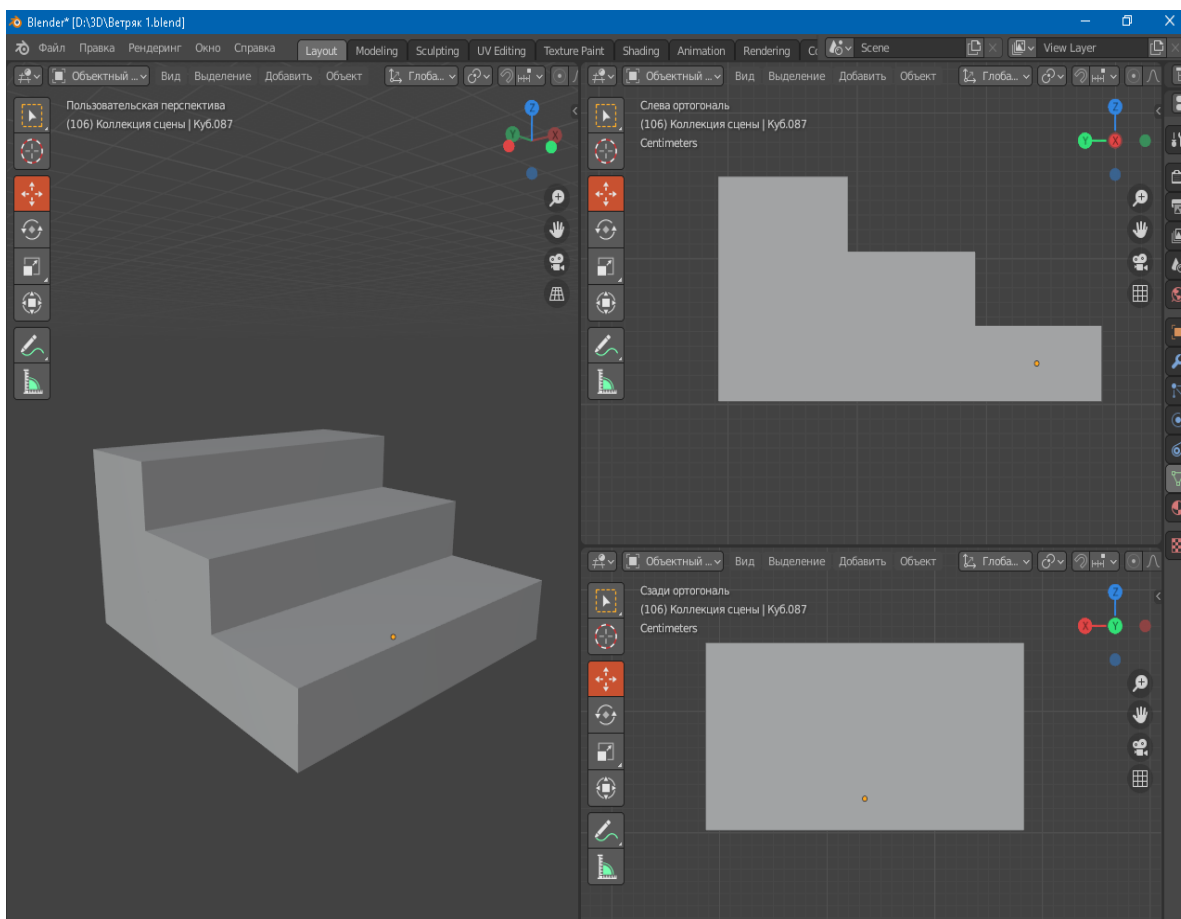 Blender* [D:\3D\Ветряк 1.blend]
Файл Правка Рендеринг Окно Справка Layout Modeling Sculpting UV Editing Texture Paint Shading Animation Rendering Scene View Layer
Объектный ... Вид Выделение Добавить Объект Глоба...
Пользовательская перспектива
(106) Коллекция сцены | Куб.087
Z
Y X
Объектный ... Вид Выделение Добавить Объект Глоба...
Слева ортогональ
(106) Коллекция сцены | Куб.087
Centimeters
Z
Y X
Объектный ... Вид Выделение Добавить Объект Глоба...
Сзади ортогональ
(106) Коллекция сцены | Куб.087
Centimeters
Z
X Y